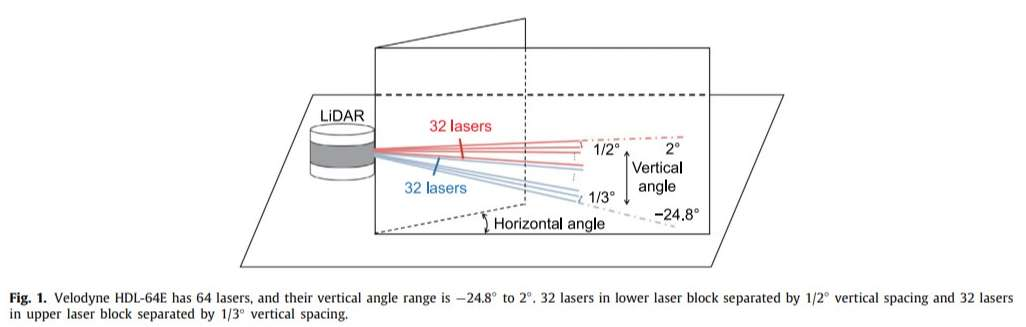 LiDAR
32 lasers
1/2°
2°
Vertical
angle
32 lasers
1/3°
−24.8°
Horizontal angle
Fig. 1. Velodyne HDL-64E has 64 lasers, and their vertical angle range is −24.8° to 2°. 32 lasers in lower laser block separated by 1/2° vertical spacing and 32 lasers
in upper laser block separated by 1/3° vertical spacing.